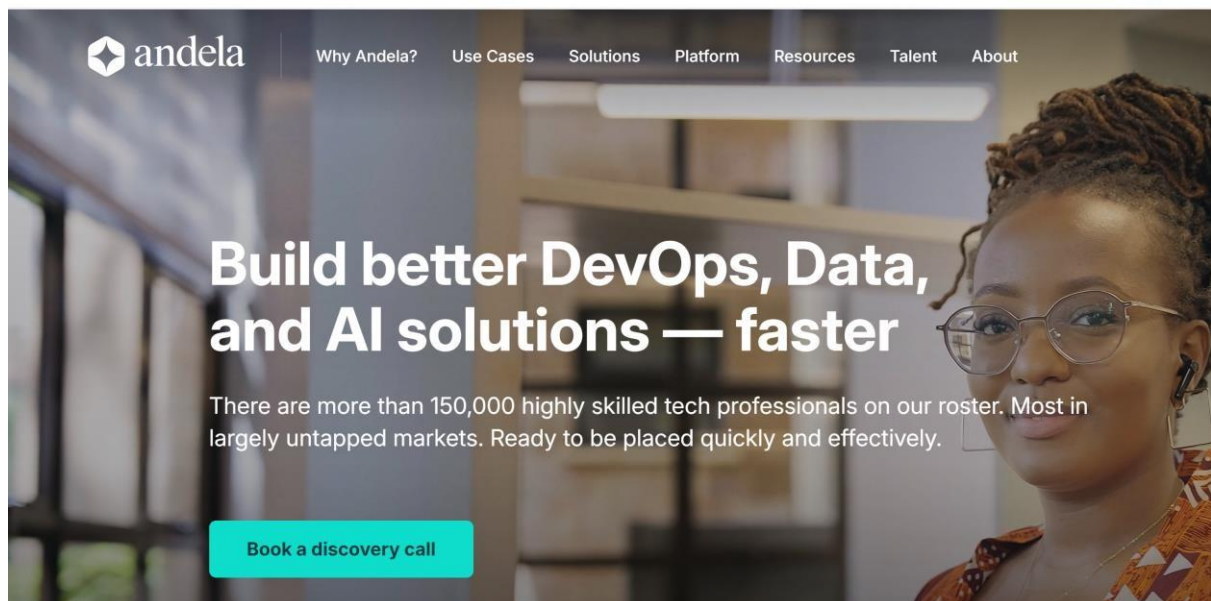 andela
Why Andela? Use Cases Solutions Platform Resources Talent About
Build better DevOps, Data,
and AI solutions — faster
There are more than 150,000 highly skilled tech professionals on our roster. Most in
largely untapped markets. Ready to be placed quickly and effectively.
Book a discovery call